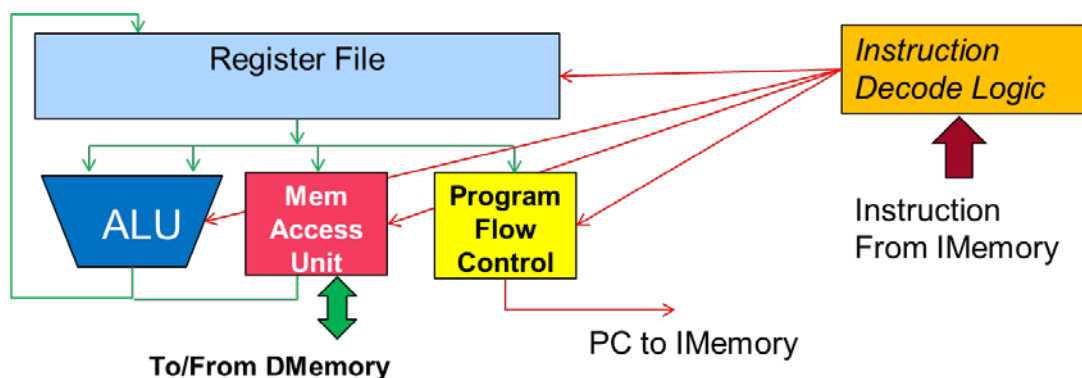 Register File
Instruction
Decode Logic
ALU
Mem
Access
Unit
Program
Flow
Control
Instruction
From IMemory
PC to IMemory
To/From DMemory